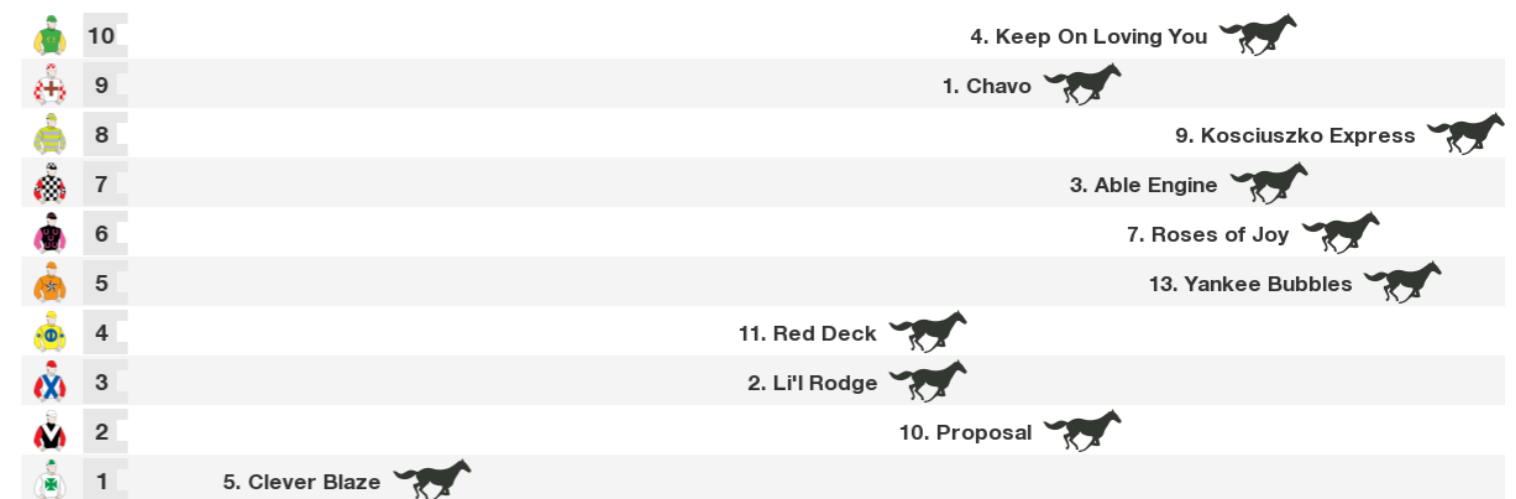 10 4. Keep On Loving You
9 1. Chavo
8 9. Kosciuszko Express
7 3. Able Engine
6 7. Roses of Joy
5 13. Yankee Bubbles
4 11. Red Deck
3 2. Li'l Rodge
2 10. Proposal
1 5. Clever Blaze